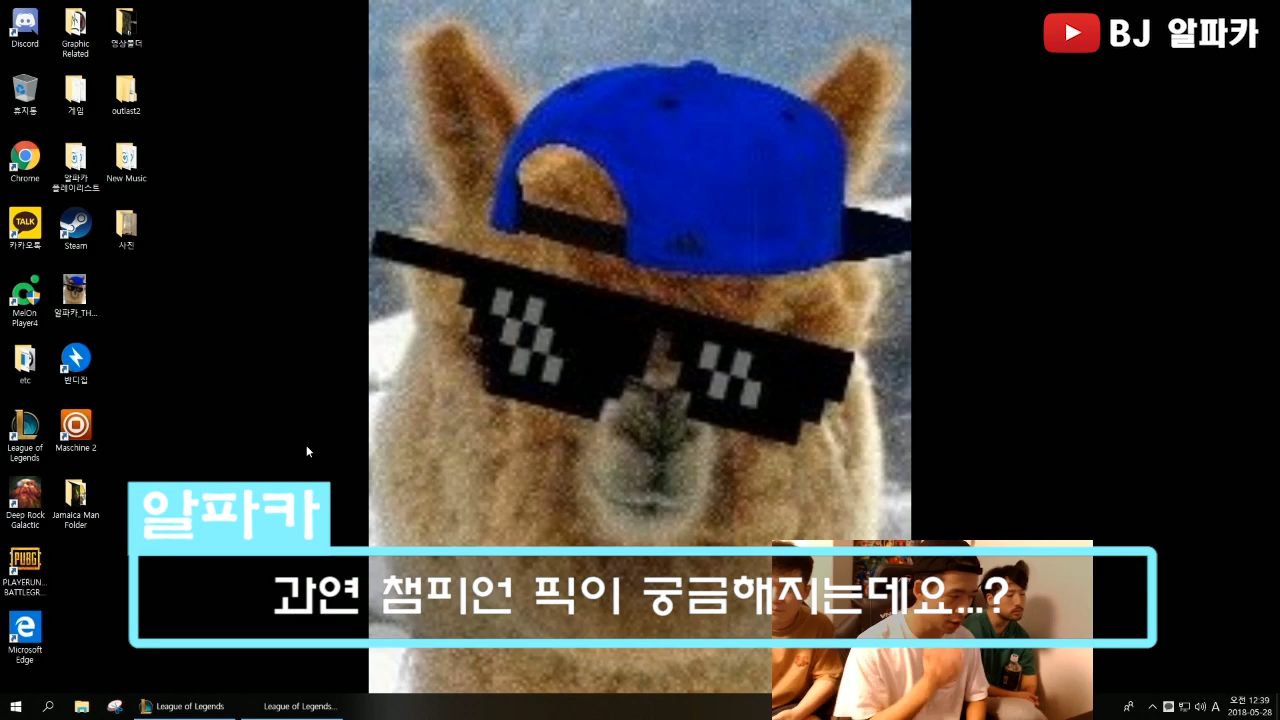 BJ 알파카
Discord
Graphic
Related
영상폴더
휴지통
게임
outlast2
Chrome
알파카
플레이리스트
New Music
TALK
카카오톡
Steam
사진
MelOn
Player4
알파카_TH...
etc
반디집
League of
Legends
Maschine 2
Deep Rock
Galactic
Jamaica Man
Folder
PUBG
PLAYERUN...
BATTLEGR...
Microsoft
Edge
알파카
과연 챔피언 픽이 궁금해지는데요...?
League of Legends
League of Legends...
A
오전 12:39
2018-05-28